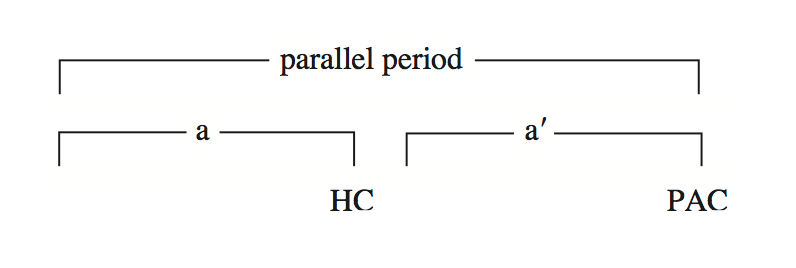 parallel period
a a′
HC PAC